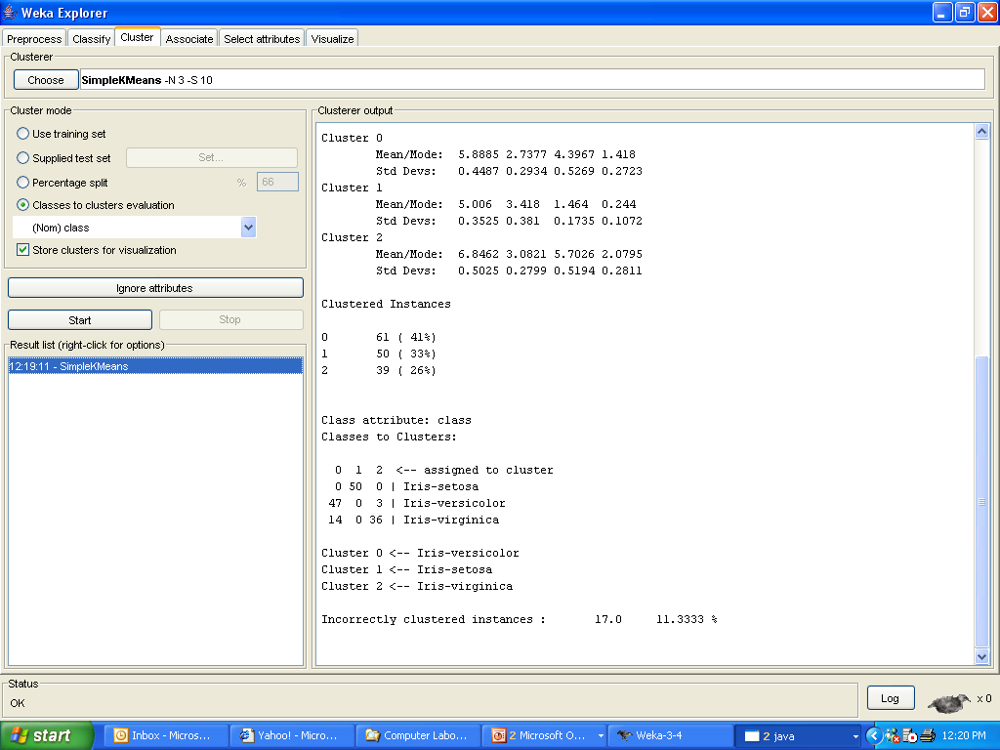 Weka Explorer
Preprocess Classify Cluster Associate Select attributes Visualize
Clusterer
Choose SimpleKMeans -N 3 -S 10
Cluster mode
Use training set
Supplied test set Set...
Percentage split % 66
Classes to clusters evaluation
(Nom) class
Store clusters for visualization
Ignore attributes
Start Stop
Result list (right-click for options)
12:19:11 - SimpleKMeans
Clusterer output
Cluster 0
Mean/Mode: 5.8885 2.7377 4.3967 1.418
Std Devs: 0.4487 0.2934 0.5269 0.2723
Cluster 1
Mean/Mode: 5.006 3.418 1.464 0.244
Std Devs: 0.3525 0.381 0.1735 0.1072
Cluster 2
Mean/Mode: 6.8462 3.0821 5.7026 2.0795
Std Devs: 0.5025 0.2799 0.5194 0.2811
Clustered Instances
0 61 ( 41%)
1 50 ( 33%)
2 39 ( 26%)
Class attribute: class
Classes to Clusters:
0 1 2 <-- assigned to cluster
0 50 0 | Iris-setosa
47 0 3 | Iris-versicolor
14 0 36 | Iris-virginica
Cluster 0 <-- Iris-versicolor
Cluster 1 <-- Iris-setosa
Cluster 2 <-- Iris-virginica
Incorrectly clustered instances : 17.0 11.3333 %
Status
OK
Log x 0
start Inbox - Micros... Yahoo! - Micro... Computer Labo... 2 Microsoft O... Weka-3-4 2 java 12:20 PM